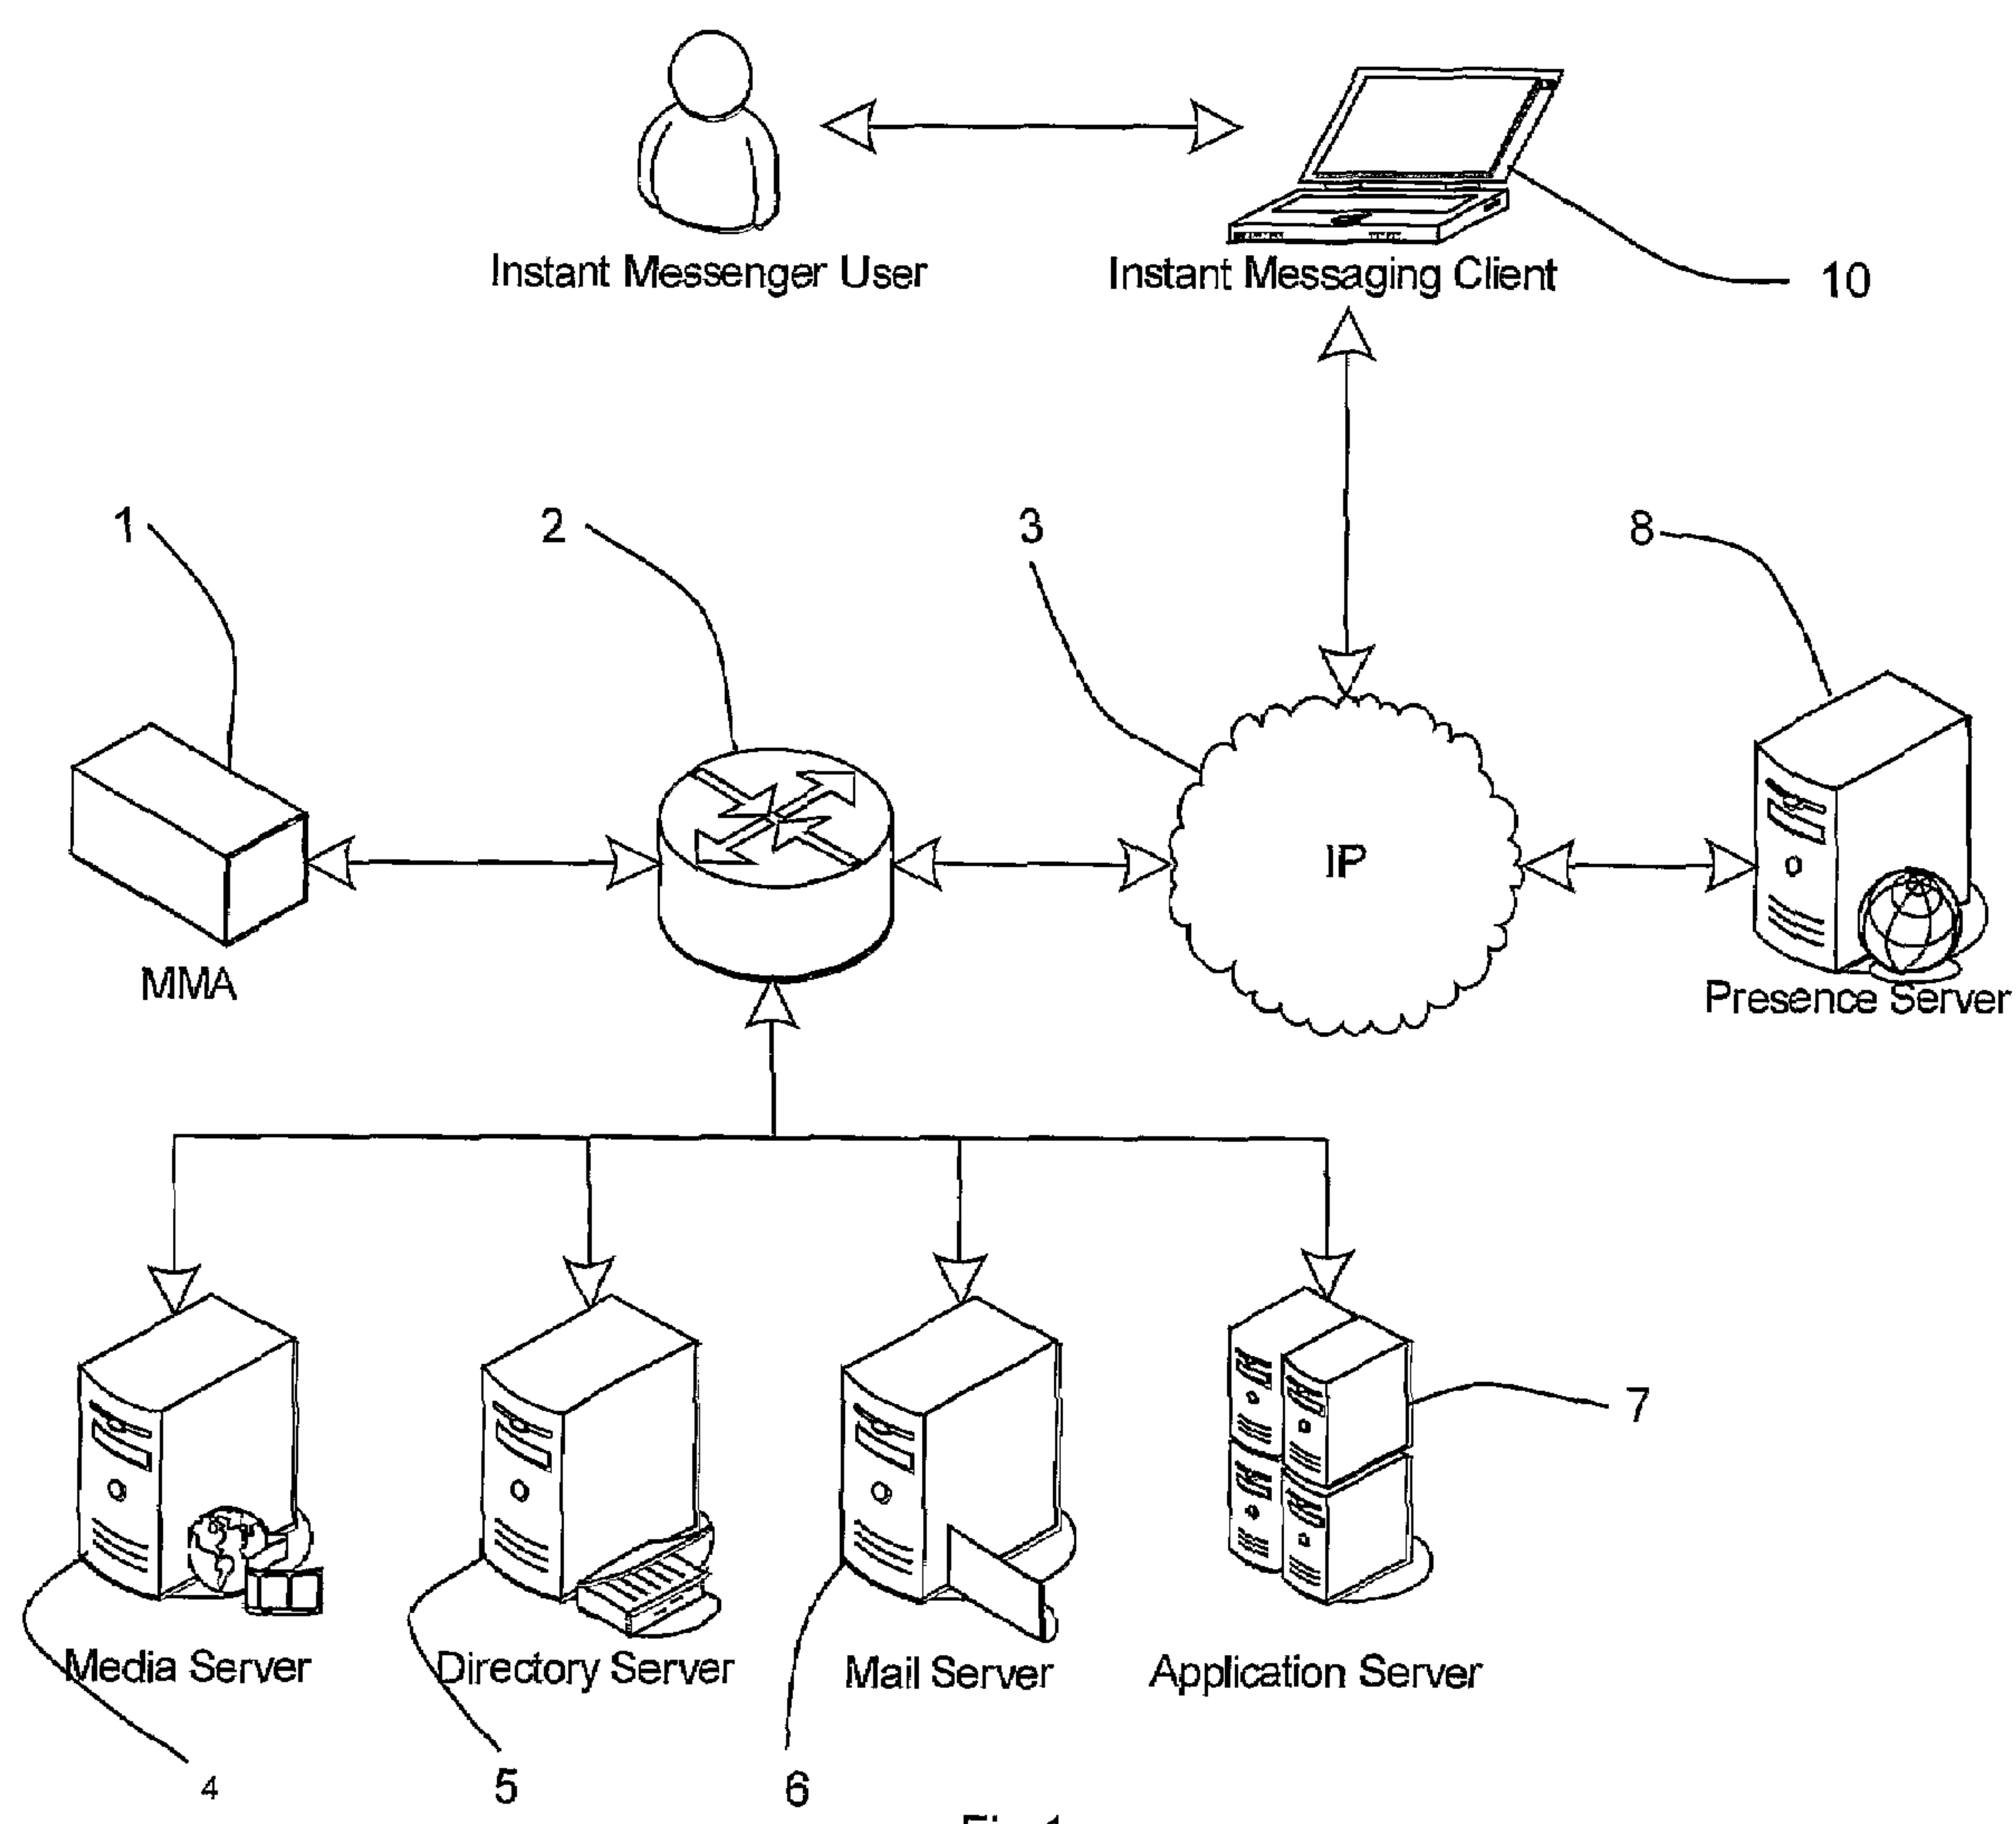 Instant Messenger User
Instant Messaging Client
10
1
2
3
8
IP
MMA
Presence Server
7
Media Server
Directory Server
Mail Server
Application Server
4
5
6